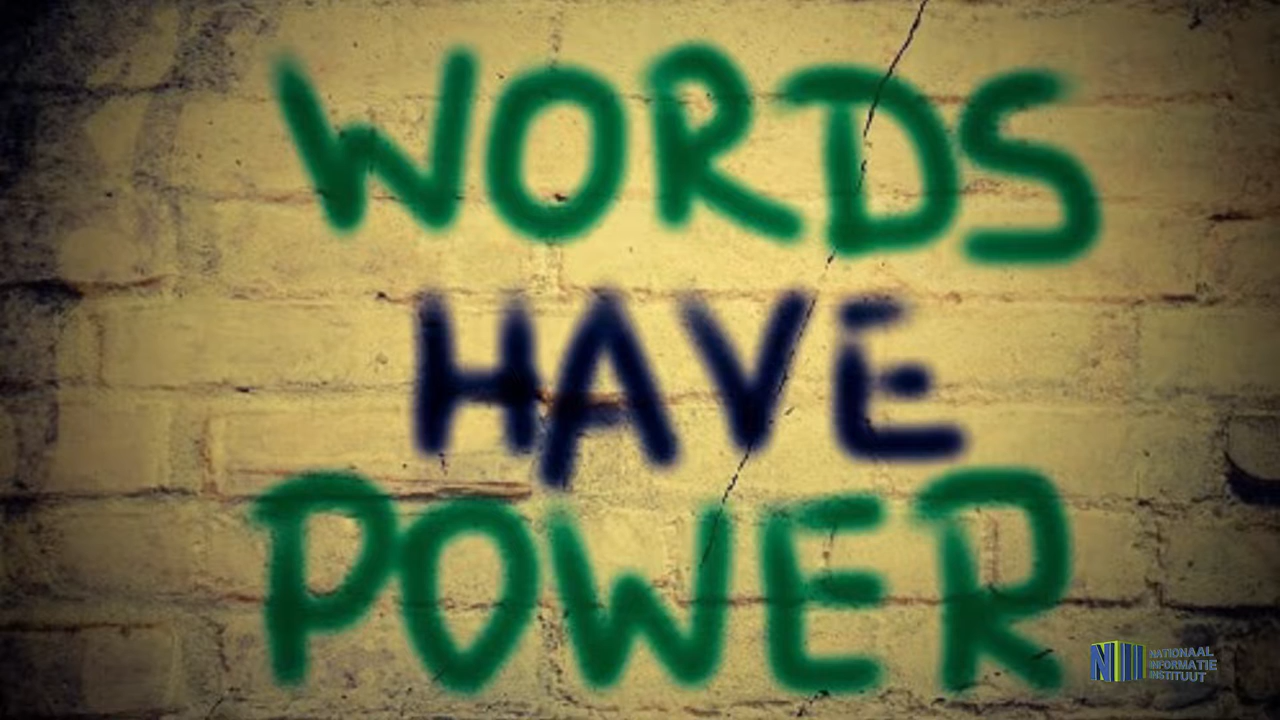 WORDS
HAVE
POWER
NATIONAAL
INFORMATIE
INSTITUUT